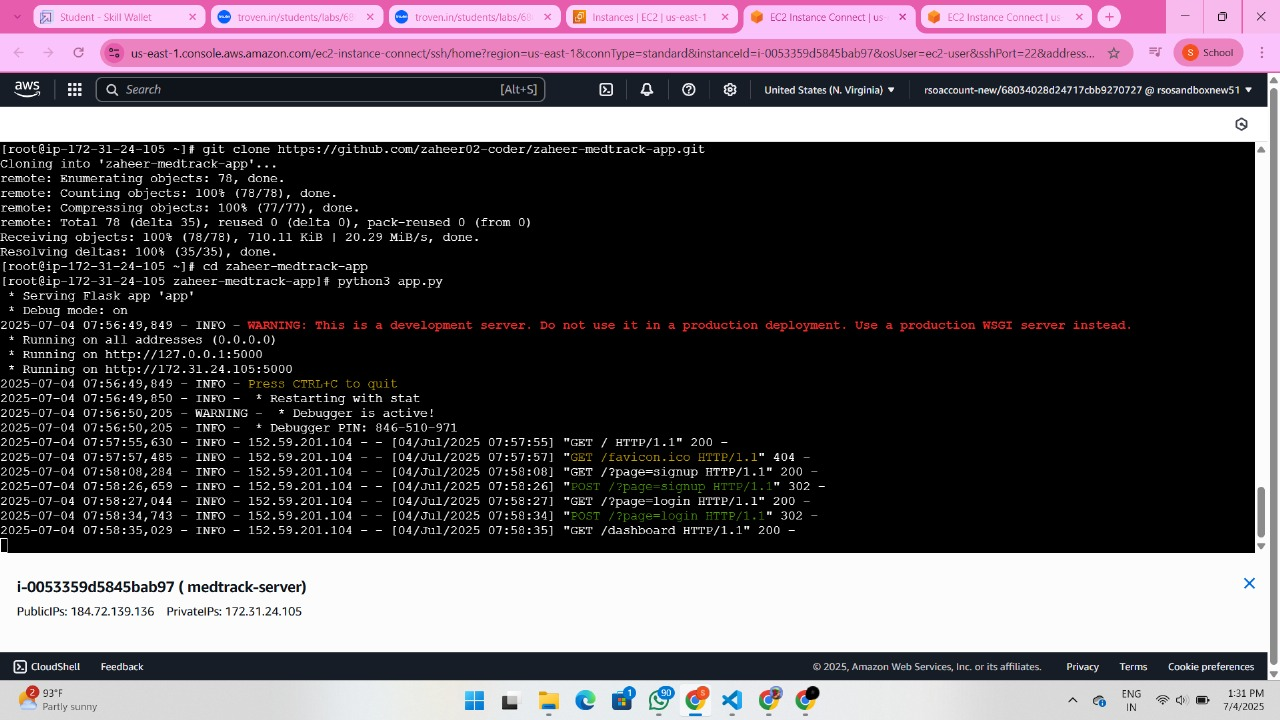 Student - Skill Wallet
troven.in/students/labs/68
troven.in/students/labs/68
Instances | EC2 | us-east-1
EC2 Instance Connect | us-
EC2 Instance Connect | us
us-east-1.console.aws.amazon.com/ec2-instance-connect/ssh/home?region=us-east-1&connType=standard&instanceId=i-0053359d5845bab97&osUser=ec2-user&sshPort=22&address...
S School
aws
Search [Alt+S]
United States (N. Virginia) ▼
rsoaccount-new/68034028d24717cbb9270727 @ rsosandboxnew51 ▼
[root@ip-172-31-24-105 ~]# git clone https://github.com/zaheer02-coder/zaheer-medtrack-app.git
Cloning into 'zaheer-medtrack-app'...
remote: Enumerating objects: 78, done.
remote: Counting objects: 100% (78/78), done.
remote: Compressing objects: 100% (77/77), done.
remote: Total 78 (delta 35), reused 0 (delta 0), pack-reused 0 (from 0)
Receiving objects: 100% (78/78), 710.11 KiB | 20.29 MiB/s, done.
Resolving deltas: 100% (35/35), done.
[root@ip-172-31-24-105 ~]# cd zaheer-medtrack-app
[root@ip-172-31-24-105 zaheer-medtrack-app]# python3 app.py
 * Serving Flask app 'app'
 * Debug mode: on
2025-07-04 07:56:49,849 - INFO - WARNING: This is a development server. Do not use it in a production deployment. Use a production WSGI server instead.
 * Running on all addresses (0.0.0.0)
 * Running on http://127.0.0.1:5000
 * Running on http://172.31.24.105:5000
2025-07-04 07:56:49,849 - INFO - Press CTRL+C to quit
2025-07-04 07:56:49,850 - INFO -  * Restarting with stat
2025-07-04 07:56:50,205 - WARNING -  * Debugger is active!
2025-07-04 07:56:50,205 - INFO -  * Debugger PIN: 846-510-971
2025-07-04 07:57:55,630 - INFO - 152.59.201.104 - - [04/Jul/2025 07:57:55] "GET / HTTP/1.1" 200 -
2025-07-04 07:57:57,485 - INFO - 152.59.201.104 - - [04/Jul/2025 07:57:57] "GET /favicon.ico HTTP/1.1" 404 -
2025-07-04 07:58:08,284 - INFO - 152.59.201.104 - - [04/Jul/2025 07:58:08] "GET /?page=signup HTTP/1.1" 200 -
2025-07-04 07:58:26,659 - INFO - 152.59.201.104 - - [04/Jul/2025 07:58:26] "POST /?page=signup HTTP/1.1" 302 -
2025-07-04 07:58:27,044 - INFO - 152.59.201.104 - - [04/Jul/2025 07:58:27] "GET /?page=login HTTP/1.1" 200 -
2025-07-04 07:58:34,743 - INFO - 152.59.201.104 - - [04/Jul/2025 07:58:34] "POST /?page=login HTTP/1.1" 302 -
2025-07-04 07:58:35,029 - INFO - 152.59.201.104 - - [04/Jul/2025 07:58:35] "GET /dashboard HTTP/1.1" 200 -
i-0053359d5845bab97 ( medtrack-server)
PublicIPs: 184.72.139.136 PrivateIPs: 172.31.24.105
CloudShell Feedback
© 2025, Amazon Web Services, Inc. or its affiliates. Privacy Terms Cookie preferences
2
93°F
Partly sunny
1
90
S
ENG
IN
1:31 PM
7/4/2025